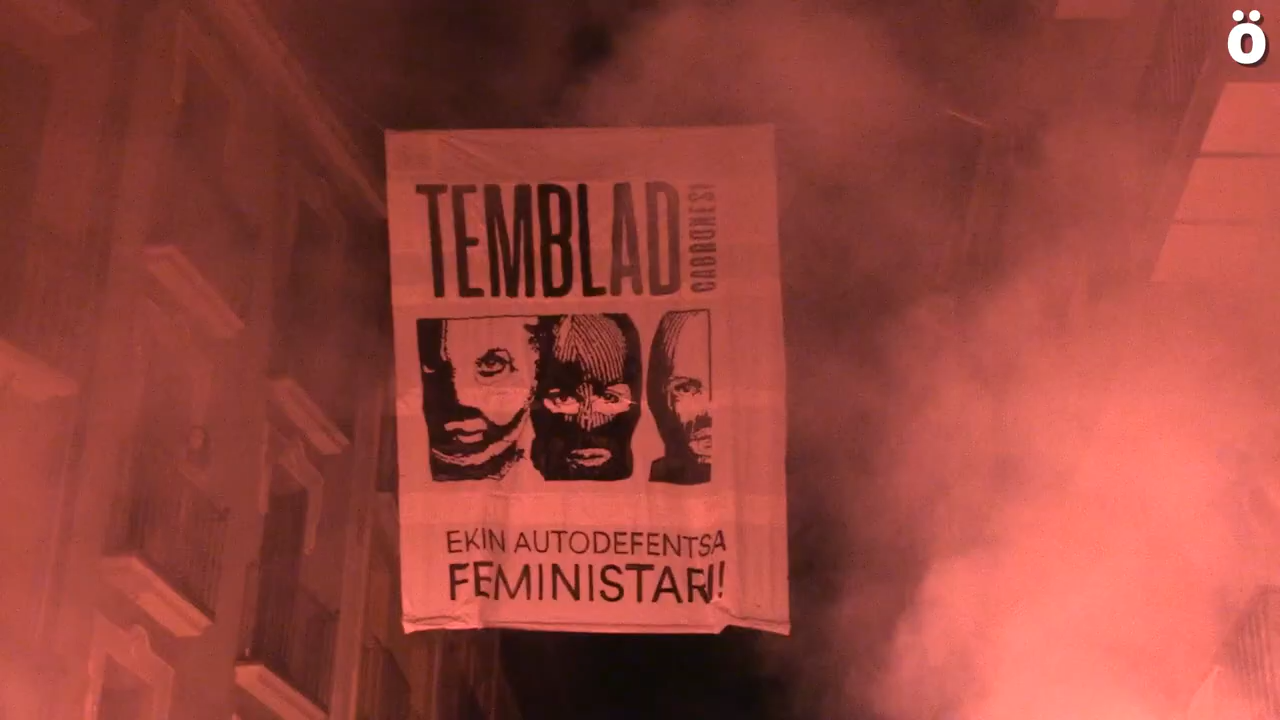 TEMBLAD
CABRONES!
EKIN AUTODEFENTSA
FEMINISTARI!
ö